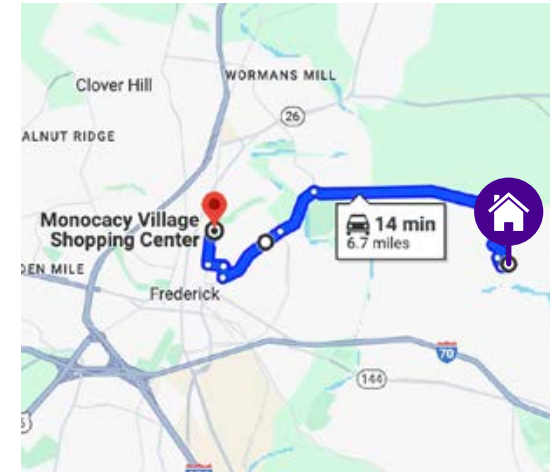 WORMANS MILL
Clover Hill
26
ALNUT RIDGE
Monocacy Village
Shopping Center
14 min
6.7 miles
DEN MILE
Frederick
70
144